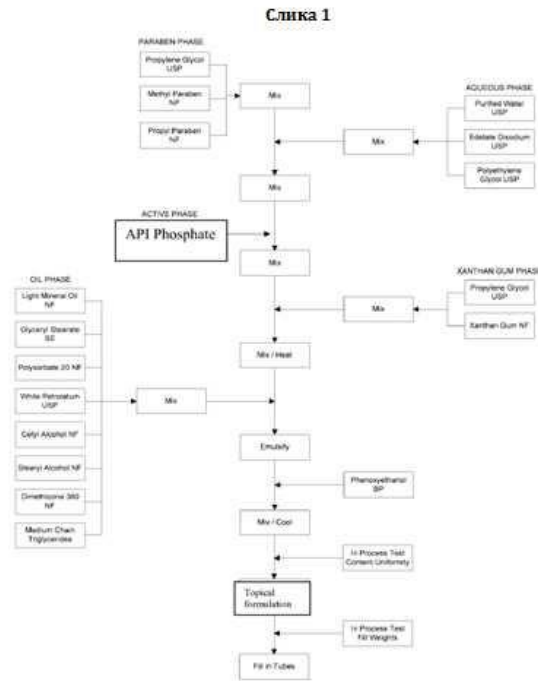 Слика 1
PARABEN PHASE
Propylene Glycol
USP
Methyl Paraben
NF
Propyl Paraben
NF
Mix
AQUEOUS PHASE
Purified Water
USP
Edetate Disodium
USP
Polyethylene
Glycol USP
Mix
Mix
ACTIVE PHASE
API Phosphate
Mix
XANTHAN GUM PHASE
Propylene Glycol
USP
Xanthan Gum NF
Mix
OIL PHASE
Light Mineral Oil
NF
Glyceryl Stearate
SE
Polysorbate 20 NF
White Petrolatum
USP
Cetyl Alcohol NF
Stearyl Alcohol NF
Dimethicone 360
NF
Medium Chain
Triglycerides
Mix
Mix / Heat
Emulsify
Phenoxyethanol
BP
Mix / Cool
In Process Test
Content Uniformity
Topical
formulation
In Process Test
Fill Weights
Fill in Tubes